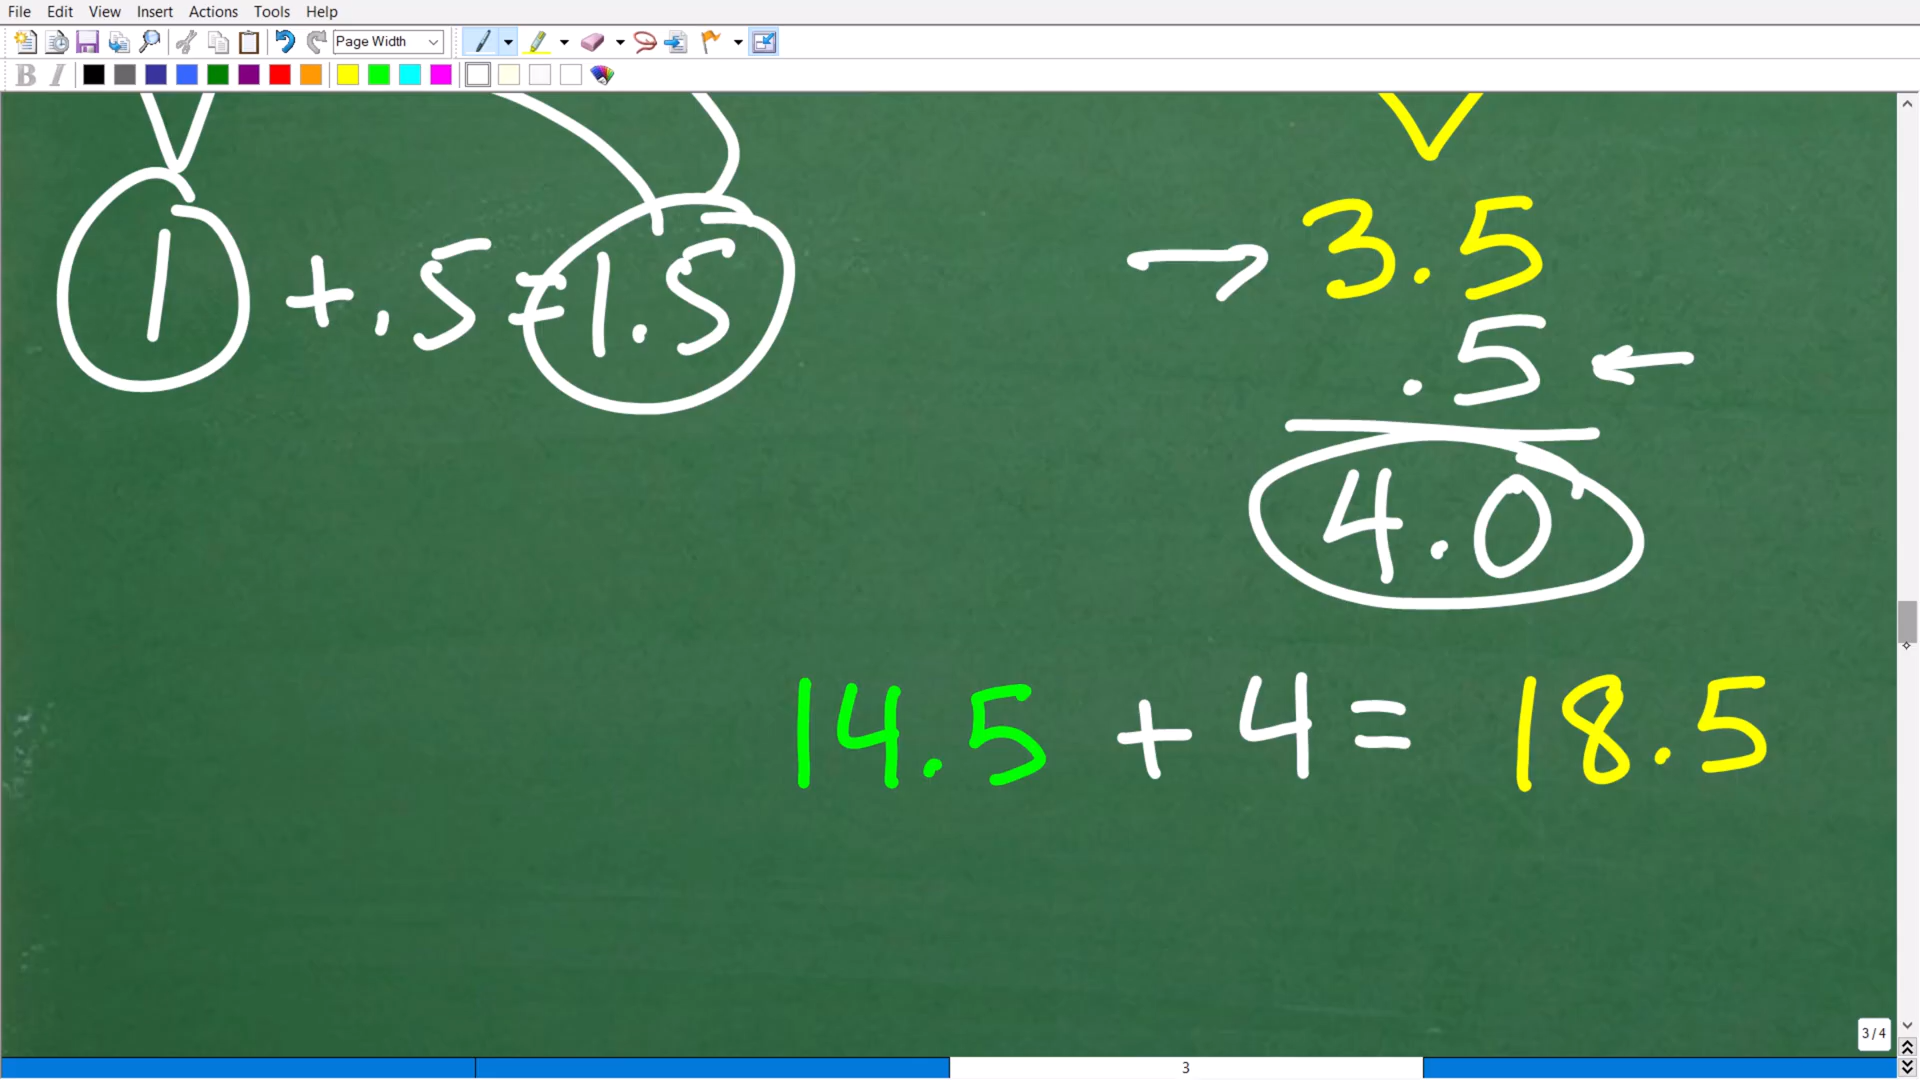 File Edit View Insert Actions Tools Help
Page Width
B I
1 + .5 = 1.5
3.5
.5
4.0
14.5 + 4 = 18.5
3/4
3